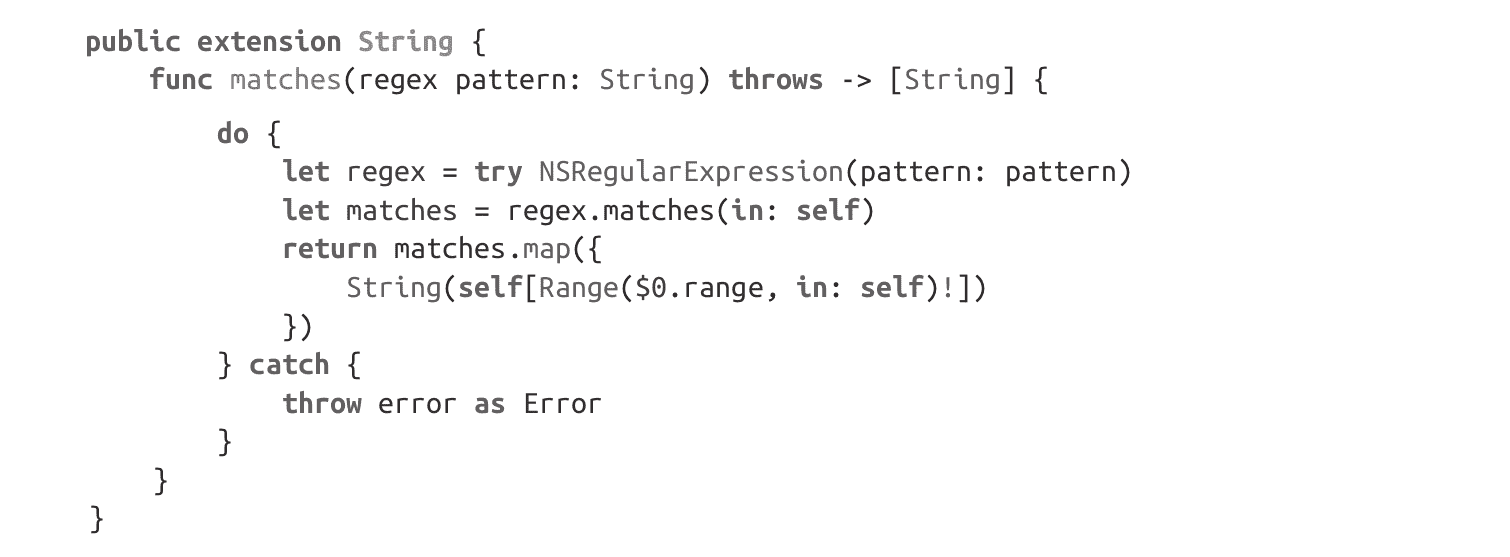 public extension String {
func matches(regex pattern: String) throws -> [String] {
do {
let regex = try NSRegularExpression(pattern: pattern)
let matches = regex.matches(in: self)
return matches.map({
String(self[Range($0.range, in: self)!])
})
} catch {
throw error as Error
}
}
}